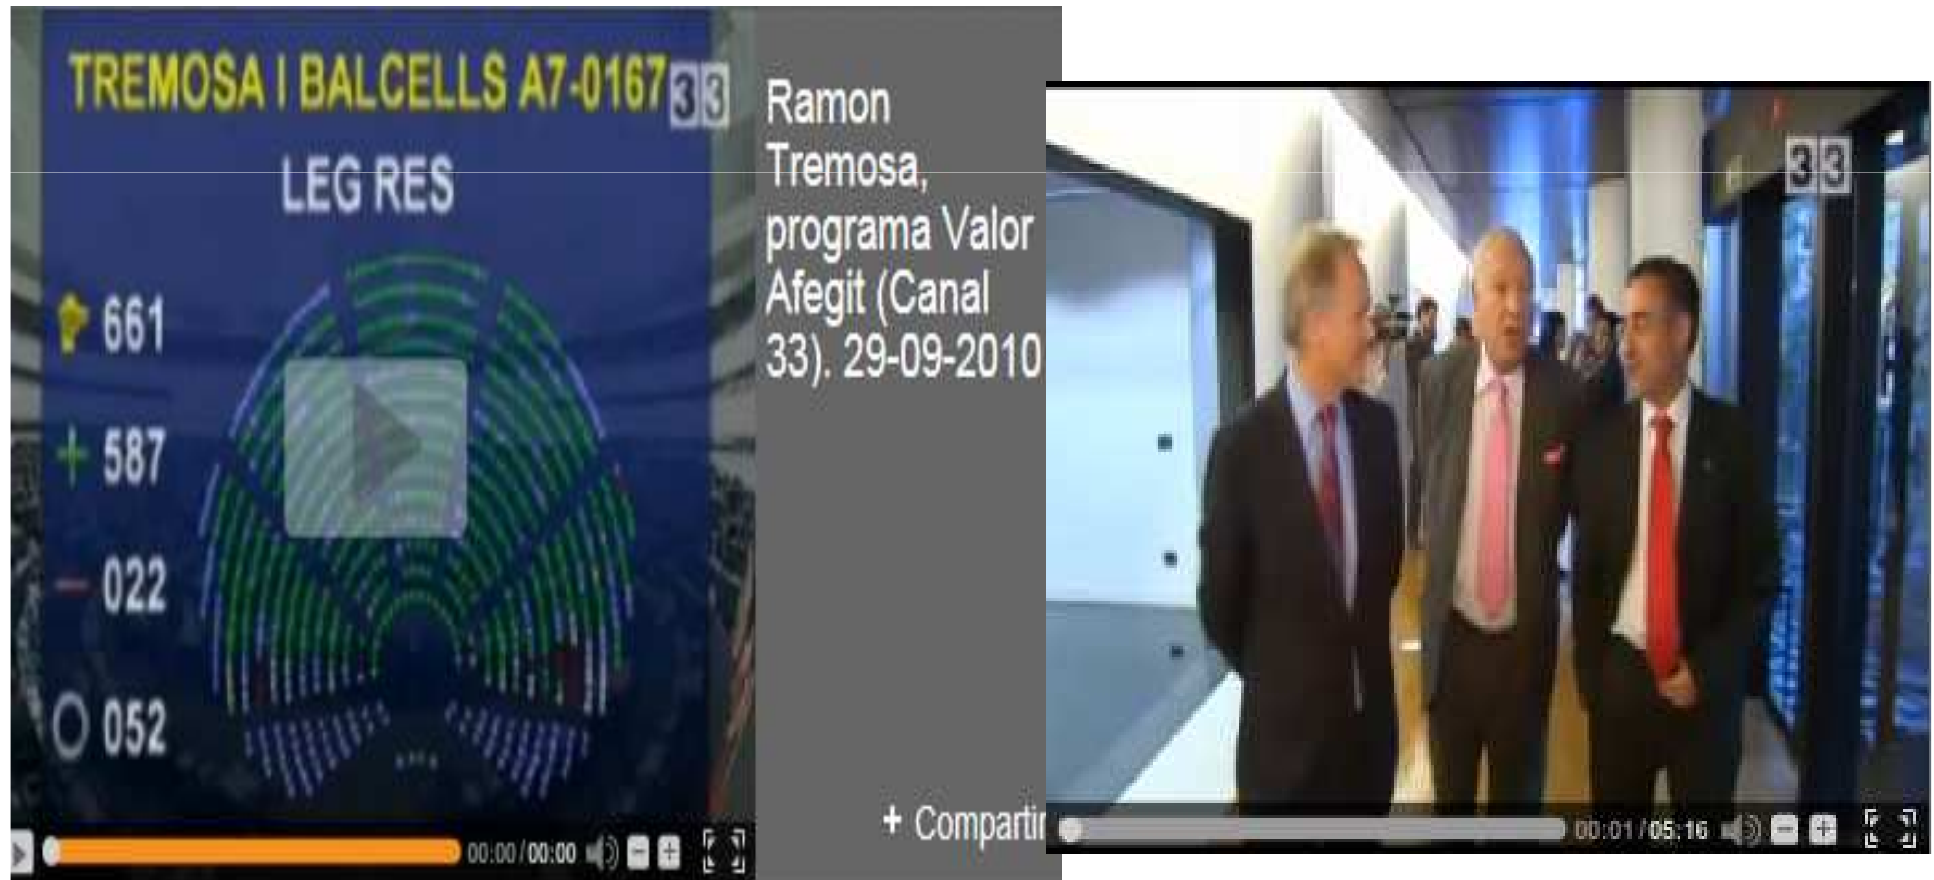 TREMOSA I BALCELLS A7-0167
33
LEG RES
661
587
022
052
00:00/00:00
Ramon
Tremosa,
programa Valor
Afegit (Canal
33). 29-09-2010
+ Compartir
33
00:01/05:16